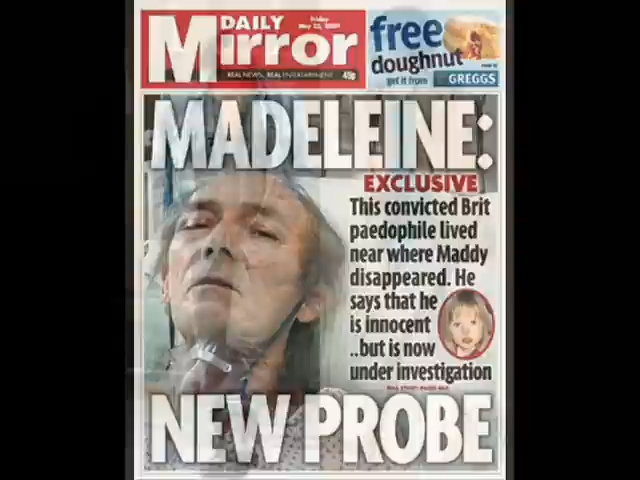 DAILY
Mirror
Friday
REAL NEWS, REAL ENTERTAINMENT
45p
free
doughnut
get it from
GREGGS
MADELEINE:
EXCLUSIVE
This convicted Brit
paedophile lived
near where Maddy
disappeared. He
says that he
is innocent
..but is now
under investigation
NEW PROBE